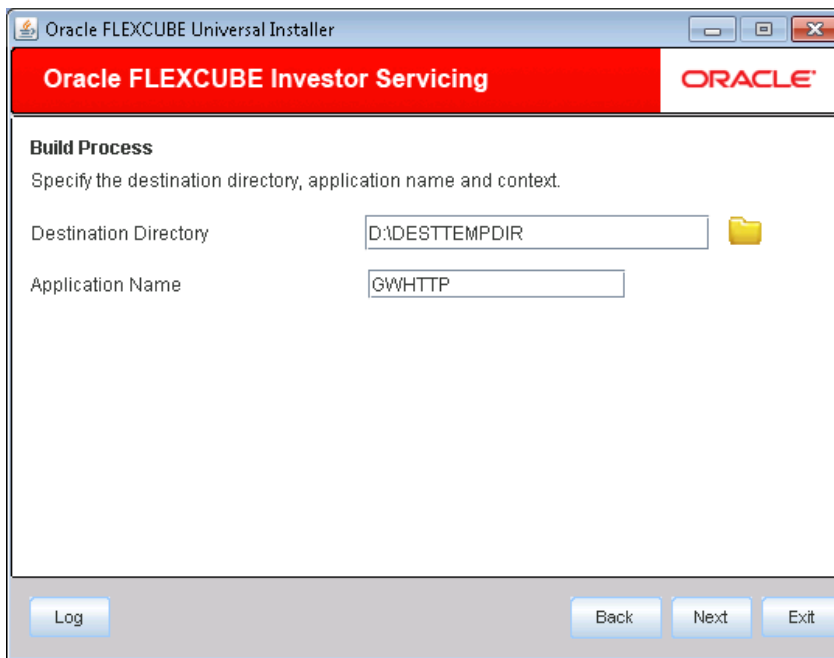 Oracle FLEXCUBE Universal Installer
Oracle FLEXCUBE Investor Servicing
ORACLE
Build Process
Specify the destination directory, application name and context.
Destination Directory
D:\DESTTEMPDIR
Application Name
GWHTTP
Log
Back
Next
Exit